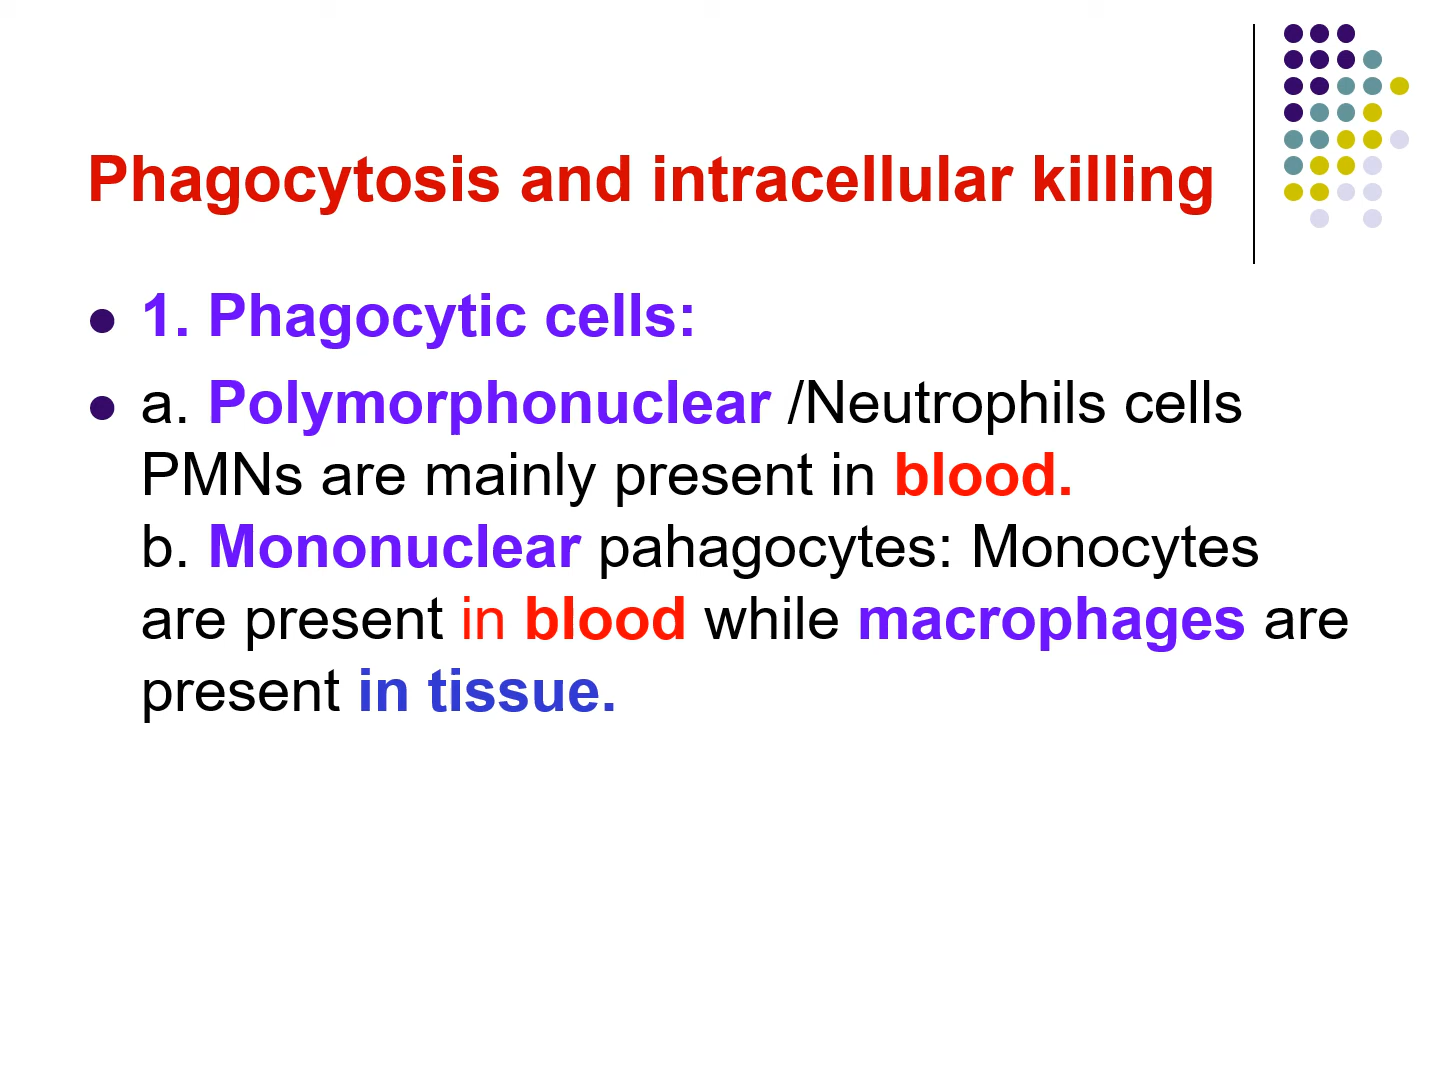 Phagocytosis and intracellular killing
● 1. Phagocytic cells:
● a. Polymorphonuclear /Neutrophils cells
PMNs are mainly present in blood.
b. Mononuclear pahagocytes: Monocytes
are present in blood while macrophages are
present in tissue.